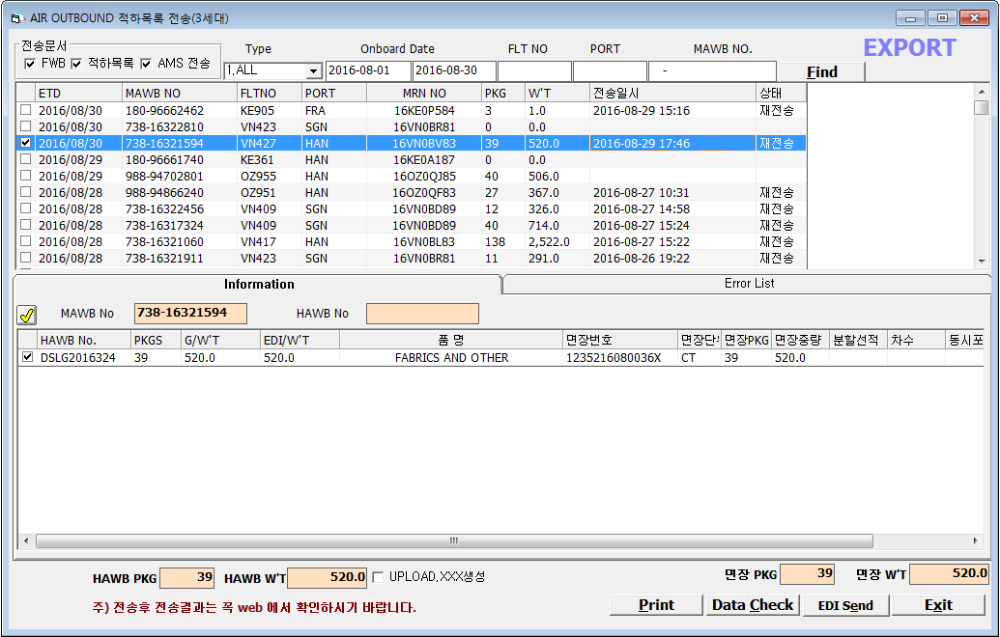 AIR OUTBOUND 적하목록 전송(3세대)
전송문서
FWB 적하목록 AMS 전송
Type Onboard Date FLT NO PORT MAWB NO. EXPORT
1.ALL 2016-08-01 2016-08-30 - Find
ETD MAWB NO FLTNO PORT MRN NO PKG W'T 전송일시 상태
2016/08/30 180-96662462 KE905 FRA 16KE0P584 3 1.0 2016-08-29 15:16 재전송
2016/08/30 738-16322810 VN423 SGN 16VN0BR81 0 0.0
2016/08/30 738-16321594 VN427 HAN 16VN0BV83 39 520.0 2016-08-29 17:46 재전송
2016/08/29 180-96661740 KE361 HAN 16KE0A187 0 0.0
2016/08/29 988-94702801 OZ955 HAN 16OZ0QJ85 40 506.0
2016/08/28 988-94866240 OZ951 HAN 16OZ0QF83 27 367.0 2016-08-27 10:31 재전송
2016/08/28 738-16322456 VN409 SGN 16VN0BD89 12 326.0 2016-08-27 14:58 재전송
2016/08/28 738-16317324 VN409 SGN 16VN0BD89 40 714.0 2016-08-27 15:24 재전송
2016/08/28 738-16321060 VN417 HAN 16VN0BL83 138 2,522.0 2016-08-27 15:22 재전송
2016/08/28 738-16321911 VN423 SGN 16VN0BR81 11 291.0 2016-08-26 19:22 재전송
Information Error List
MAWB No 738-16321594 HAWB No
HAWB No. PKGS G/W'T EDI/W'T 품 명 면장번호 면장단 면장PKG 면장중량 분할선적 차수 동시포
DSLG2016324 39 520.0 520.0 FABRICS AND OTHER 1235216080036X CT 39 520.0
HAWB PKG 39 HAWB W'T 520.0 UPLOAD.XXX생성 면장 PKG 39 면장 W'T 520.0
주) 전송후 전송결과는 꼭 web 에서 확인하시기 바랍니다. Print Data Check EDI Send Exit